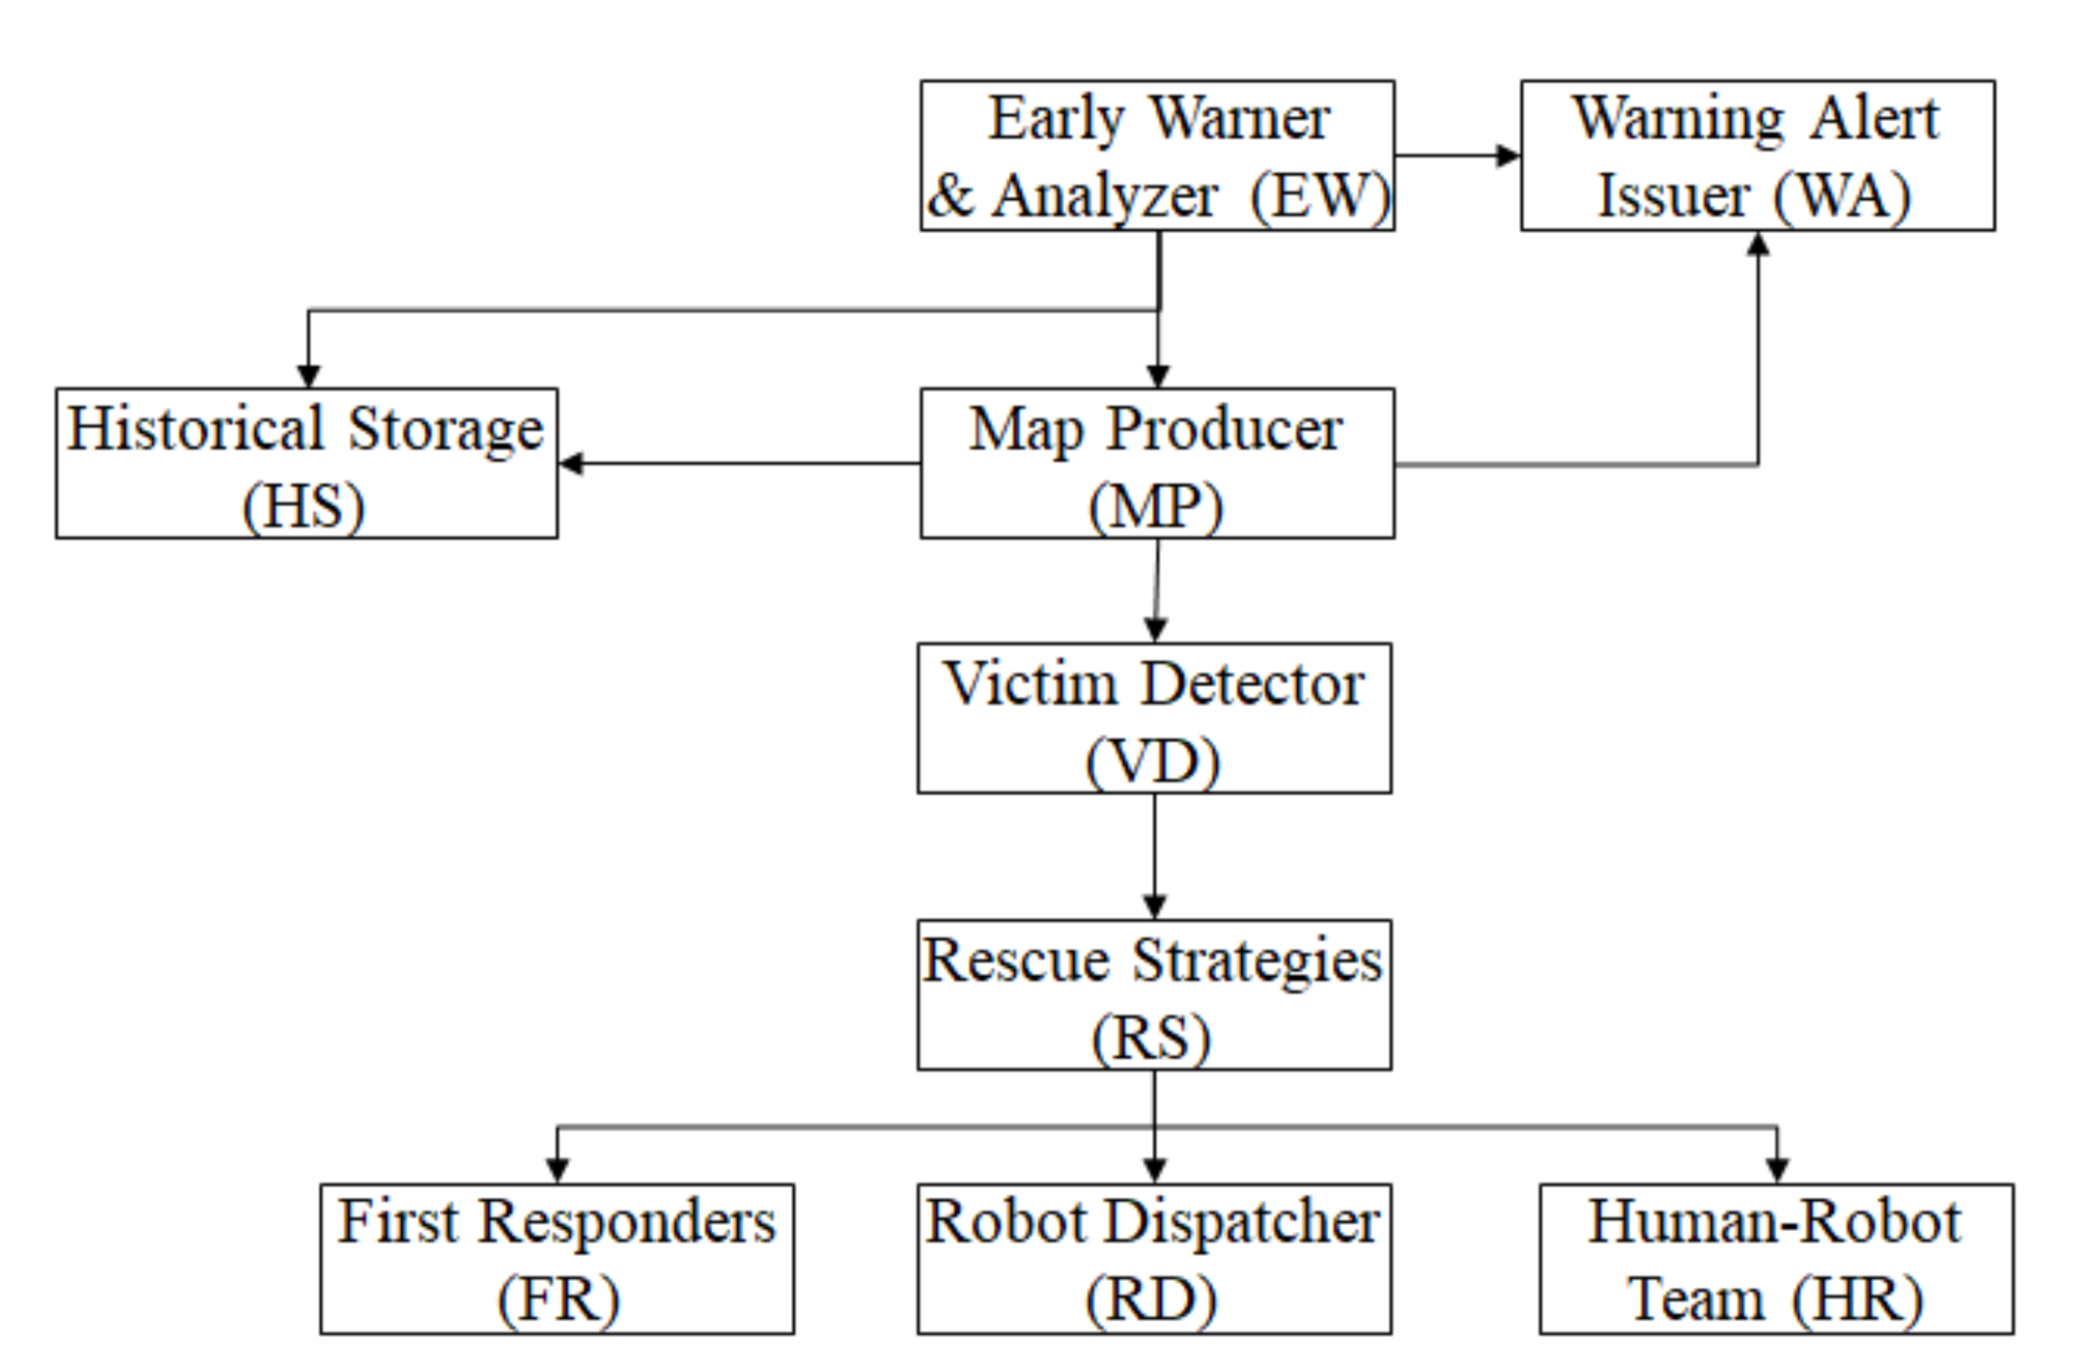 Early Warner
& Analyzer (EW)
Warning Alert
Issuer (WA)
Historical Storage
(HS)
Map Producer
(MP)
Victim Detector
(VD)
Rescue Strategies
(RS)
First Responders
(FR)
Robot Dispatcher
(RD)
Human-Robot
Team (HR)